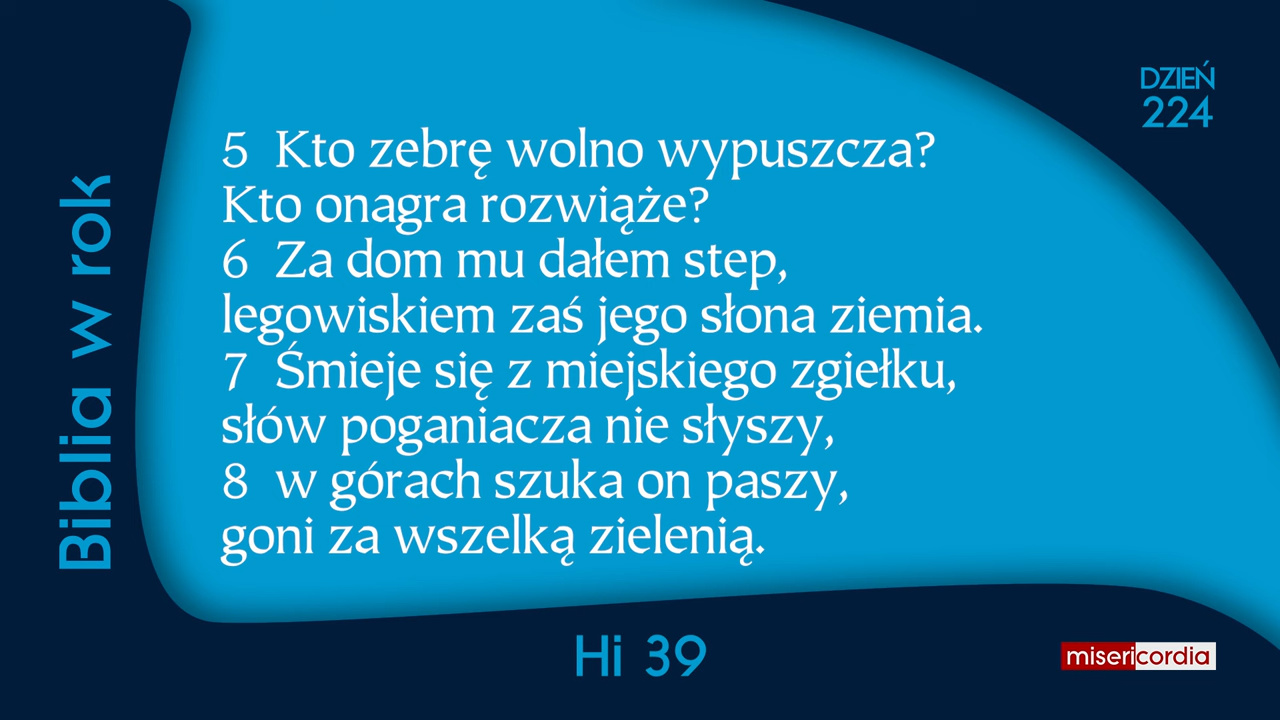 Biblia w rok
DZIEŃ
224
5 Kto zebrę wolno wypuszcza?
Kto onagra rozwiąże?
6 Za dom mu dałem step,
legowiskiem zaś jego słona ziemia.
7 Śmieje się z miejskiego zgiełku,
słów poganiacza nie słyszy,
8 w górach szuka on paszy,
goni za wszelką zielenią.
Hi 39
misericordia